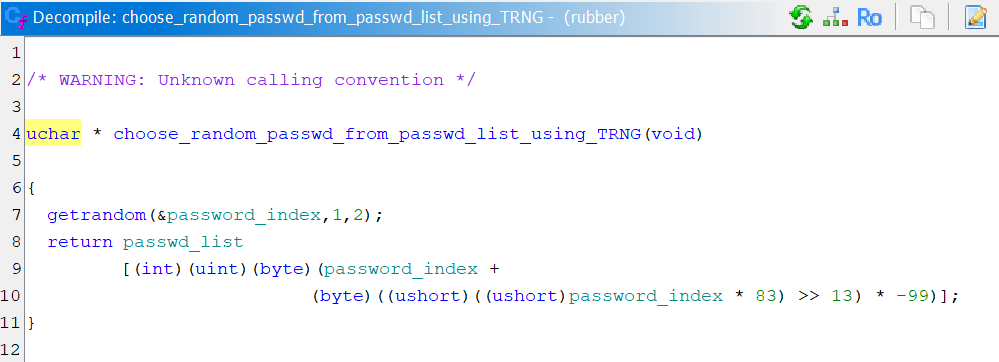 Decompile: choose_random_passwd_from_passwd_list_using_TRNG - (rubber)
Ro
1
2 /* WARNING: Unknown calling convention */
3
4 uchar * choose_random_passwd_from_passwd_list_using_TRNG(void)
5
6 {
7 getrandom(&password_index,1,2);
8 return passwd_list
9 [(int)(uint)(byte)(password_index +
10 (byte)((ushort)((ushort)password_index * 83) >> 13) * -99)];
11 }
12